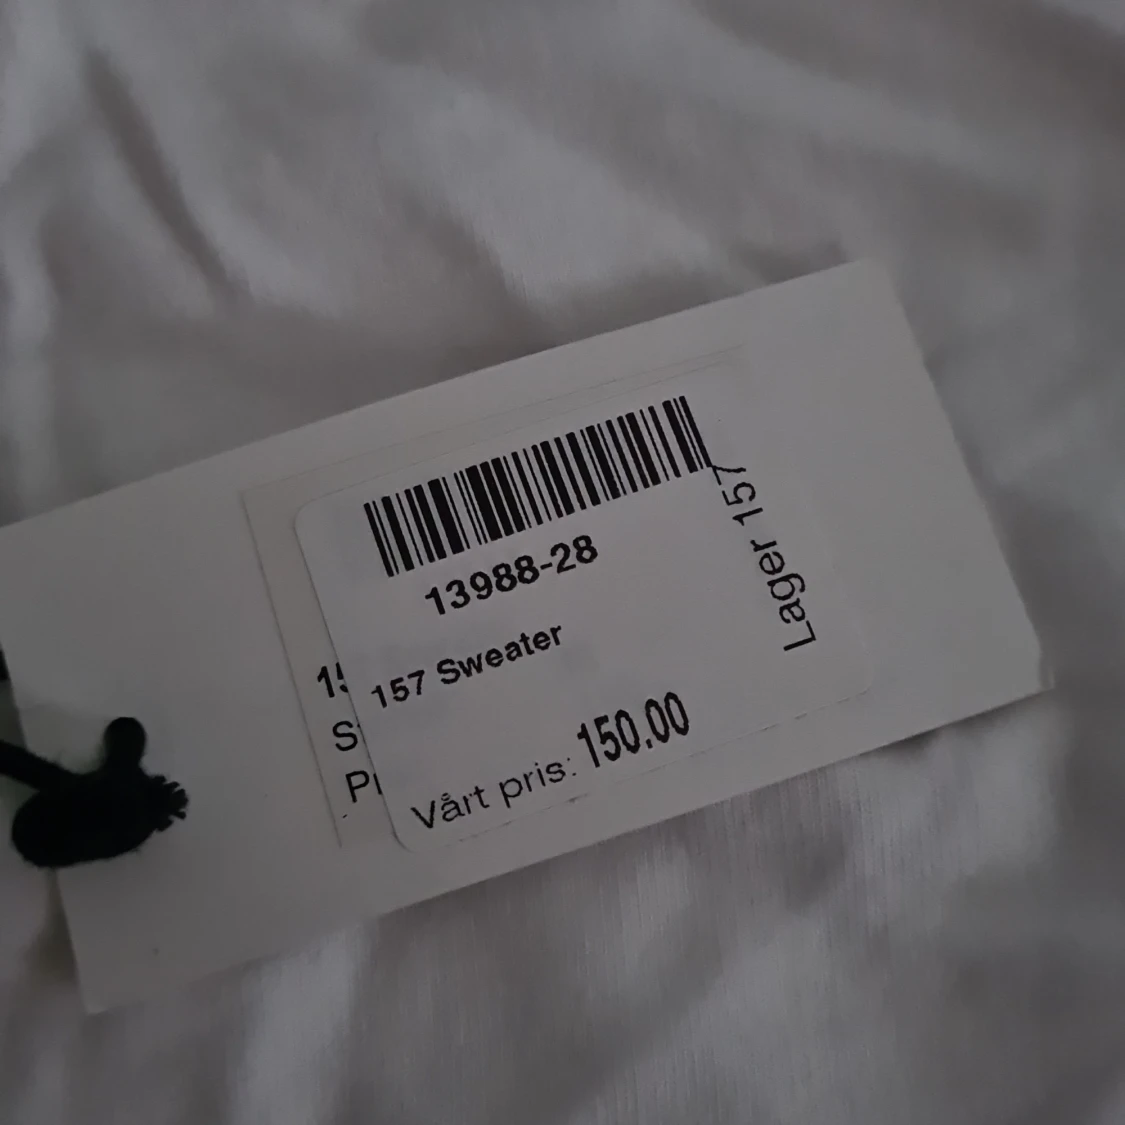 13988-28
157 Sweater
Vårt pris: 150.00
Lager 157